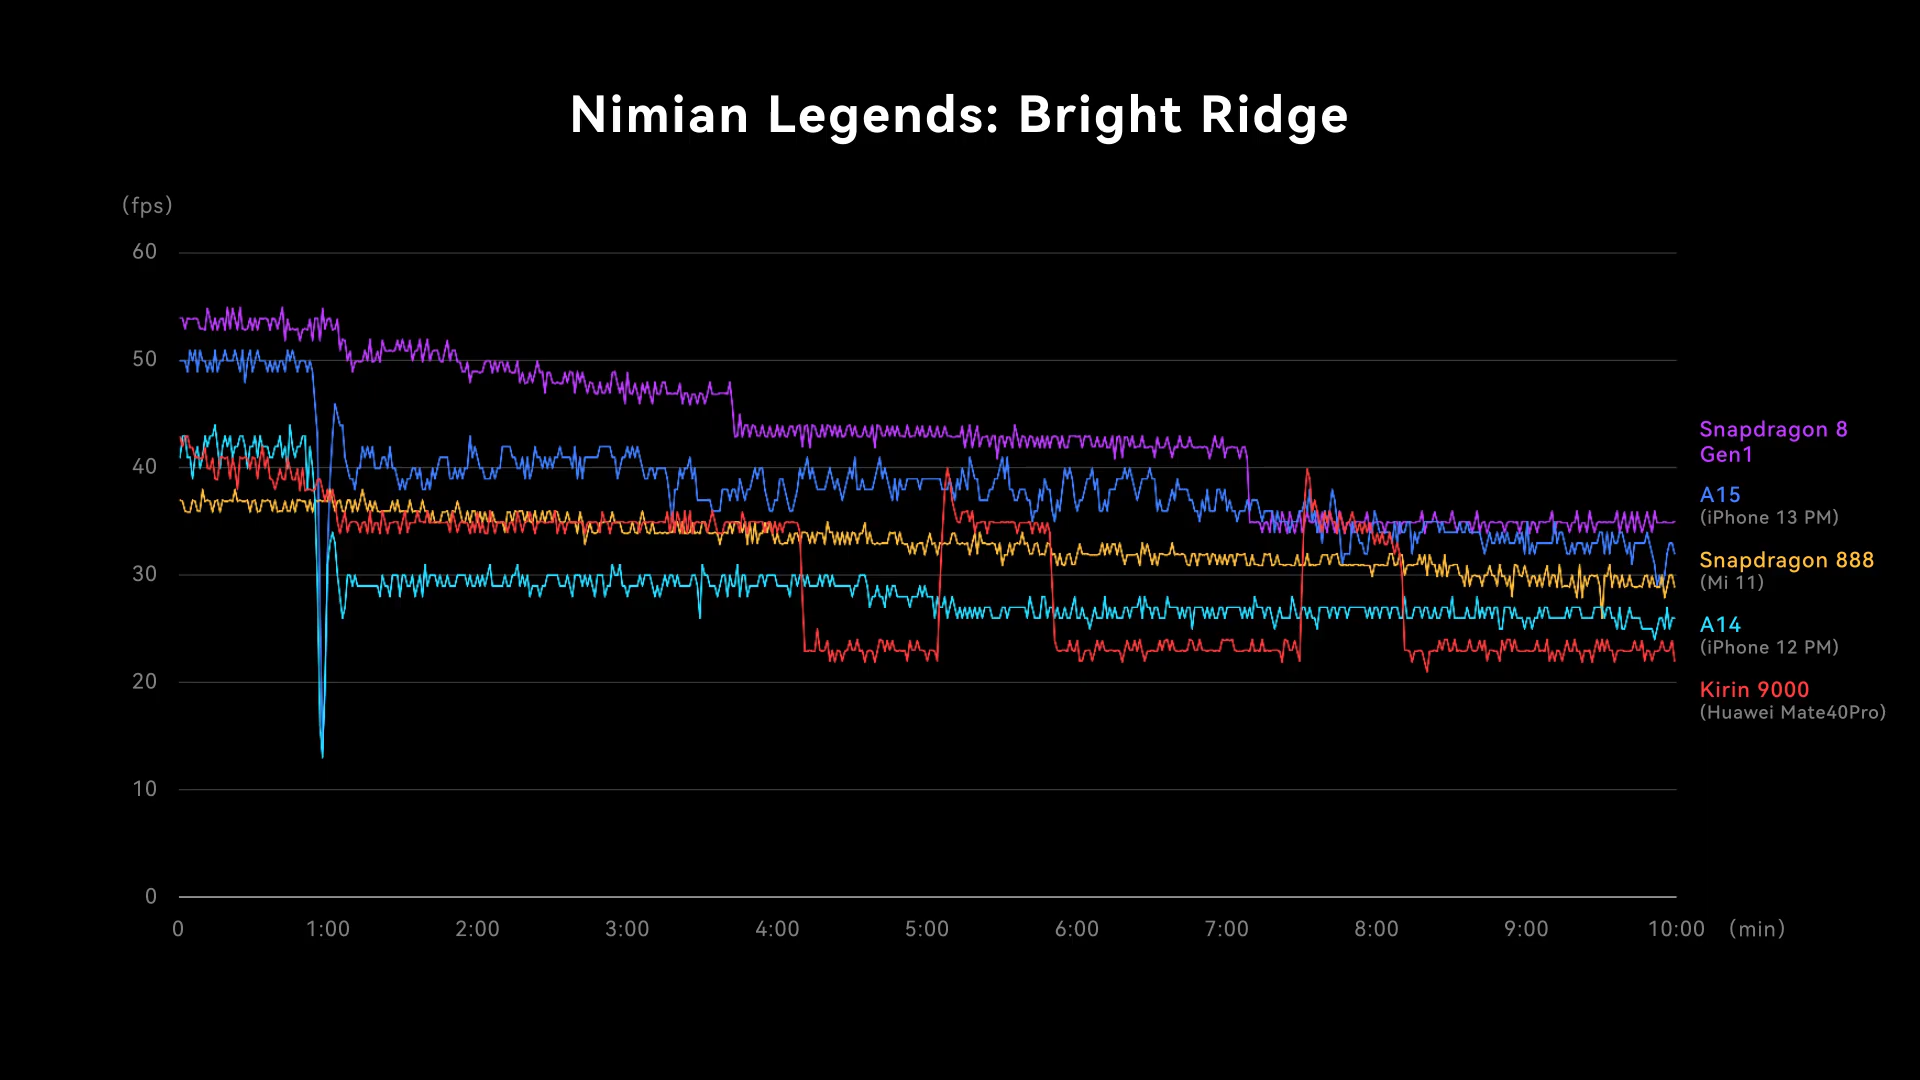 Nimian Legends: Bright Ridge
(fps)
60
50
40
30
20
10
0
0 1:00 2:00 3:00 4:00 5:00 6:00 7:00 8:00 9:00 10:00 (min)
Snapdragon 8
Gen1
A15
(iPhone 13 PM)
Snapdragon 888
(Mi 11)
A14
(iPhone 12 PM)
Kirin 9000
(Huawei Mate40Pro)